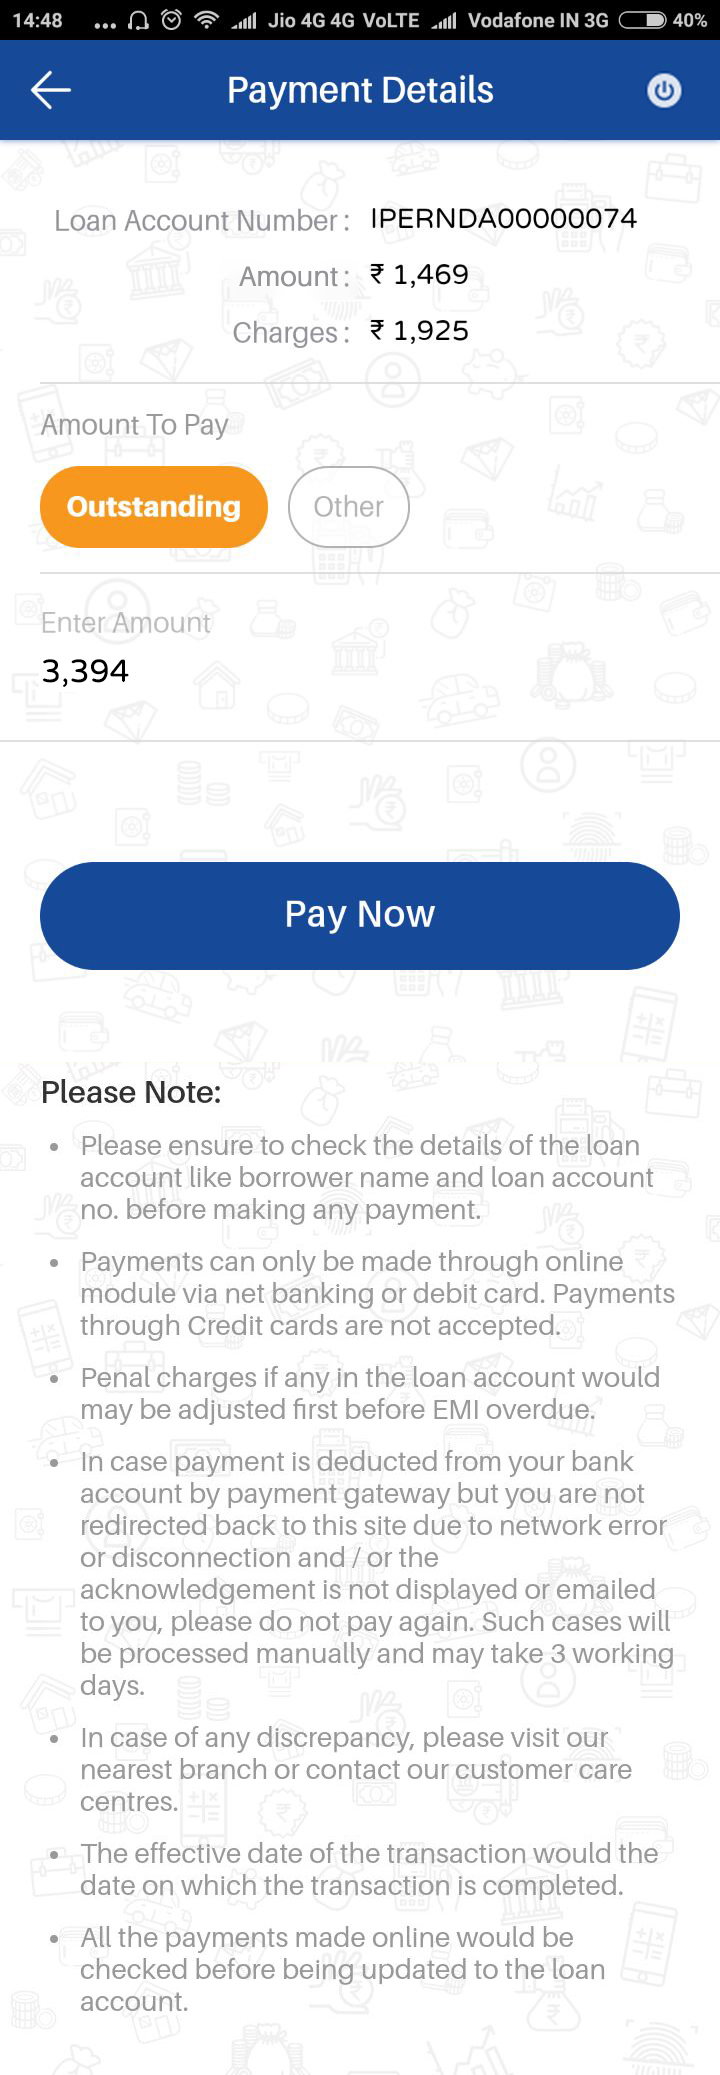 14:48 ... Jio 4G 4G VoLTE Vodafone IN 3G 40%
Payment Details
Loan Account Number : IPERNDA00000074
Amount : ₹ 1,469
Charges : ₹ 1,925
Amount To Pay
Outstanding Other
Enter Amount
3,394
Pay Now
Please Note:
• Please ensure to check the details of the loan
account like borrower name and loan account
no. before making any payment.
• Payments can only be made through online
module via net banking or debit card. Payments
through Credit cards are not accepted.
• Penal charges if any in the loan account would
may be adjusted first before EMI overdue.
• In case payment is deducted from your bank
account by payment gateway but you are not
redirected back to this site due to network error
or disconnection and / or the
acknowledgement is not displayed or emailed
to you, please do not pay again. Such cases will
be processed manually and may take 3 working
days.
• In case of any discrepancy, please visit our
nearest branch or contact our customer care
centres.
• The effective date of the transaction would the
date on which the transaction is completed.
• All the payments made online would be
checked before being updated to the loan
account.